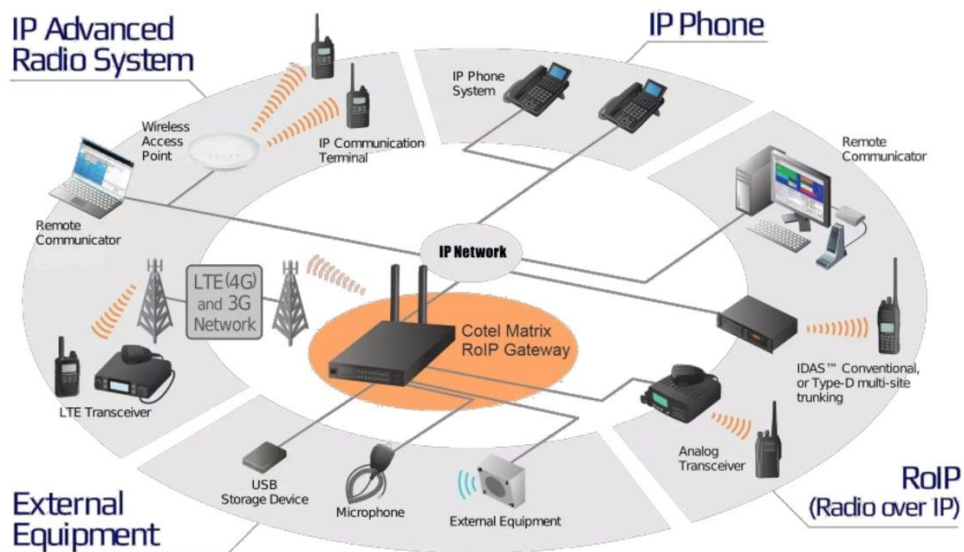 IP Advanced
Radio System
IP Phone
IP Phone
System
Wireless
Access
Point
IP Communication
Terminal
Remote
Communicator
Remote
Communicator
IP Network
LTE (4G)
and 3G
Network
Cotel Matrix
RoIP Gateway
LTE Transceiver
IDAS™ Conventional,
or Type-D multi-site
trunking
Analog
Transceiver
USB
Storage Device
Microphone
External Equipment
External
Equipment
RoIP
(Radio over IP)